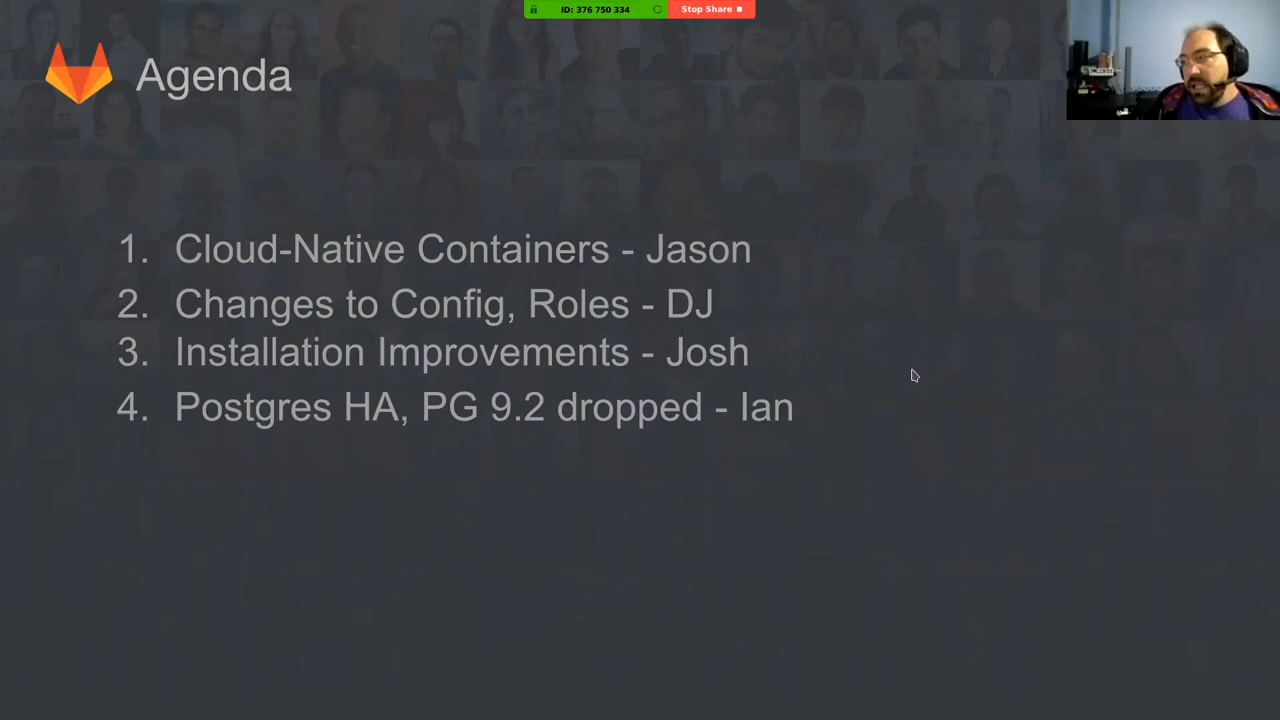 ID: 376 750 334
Stop Share
Agenda
1. Cloud-Native Containers - Jason
2. Changes to Config, Roles - DJ
3. Installation Improvements - Josh
4. Postgres HA, PG 9.2 dropped - Ian